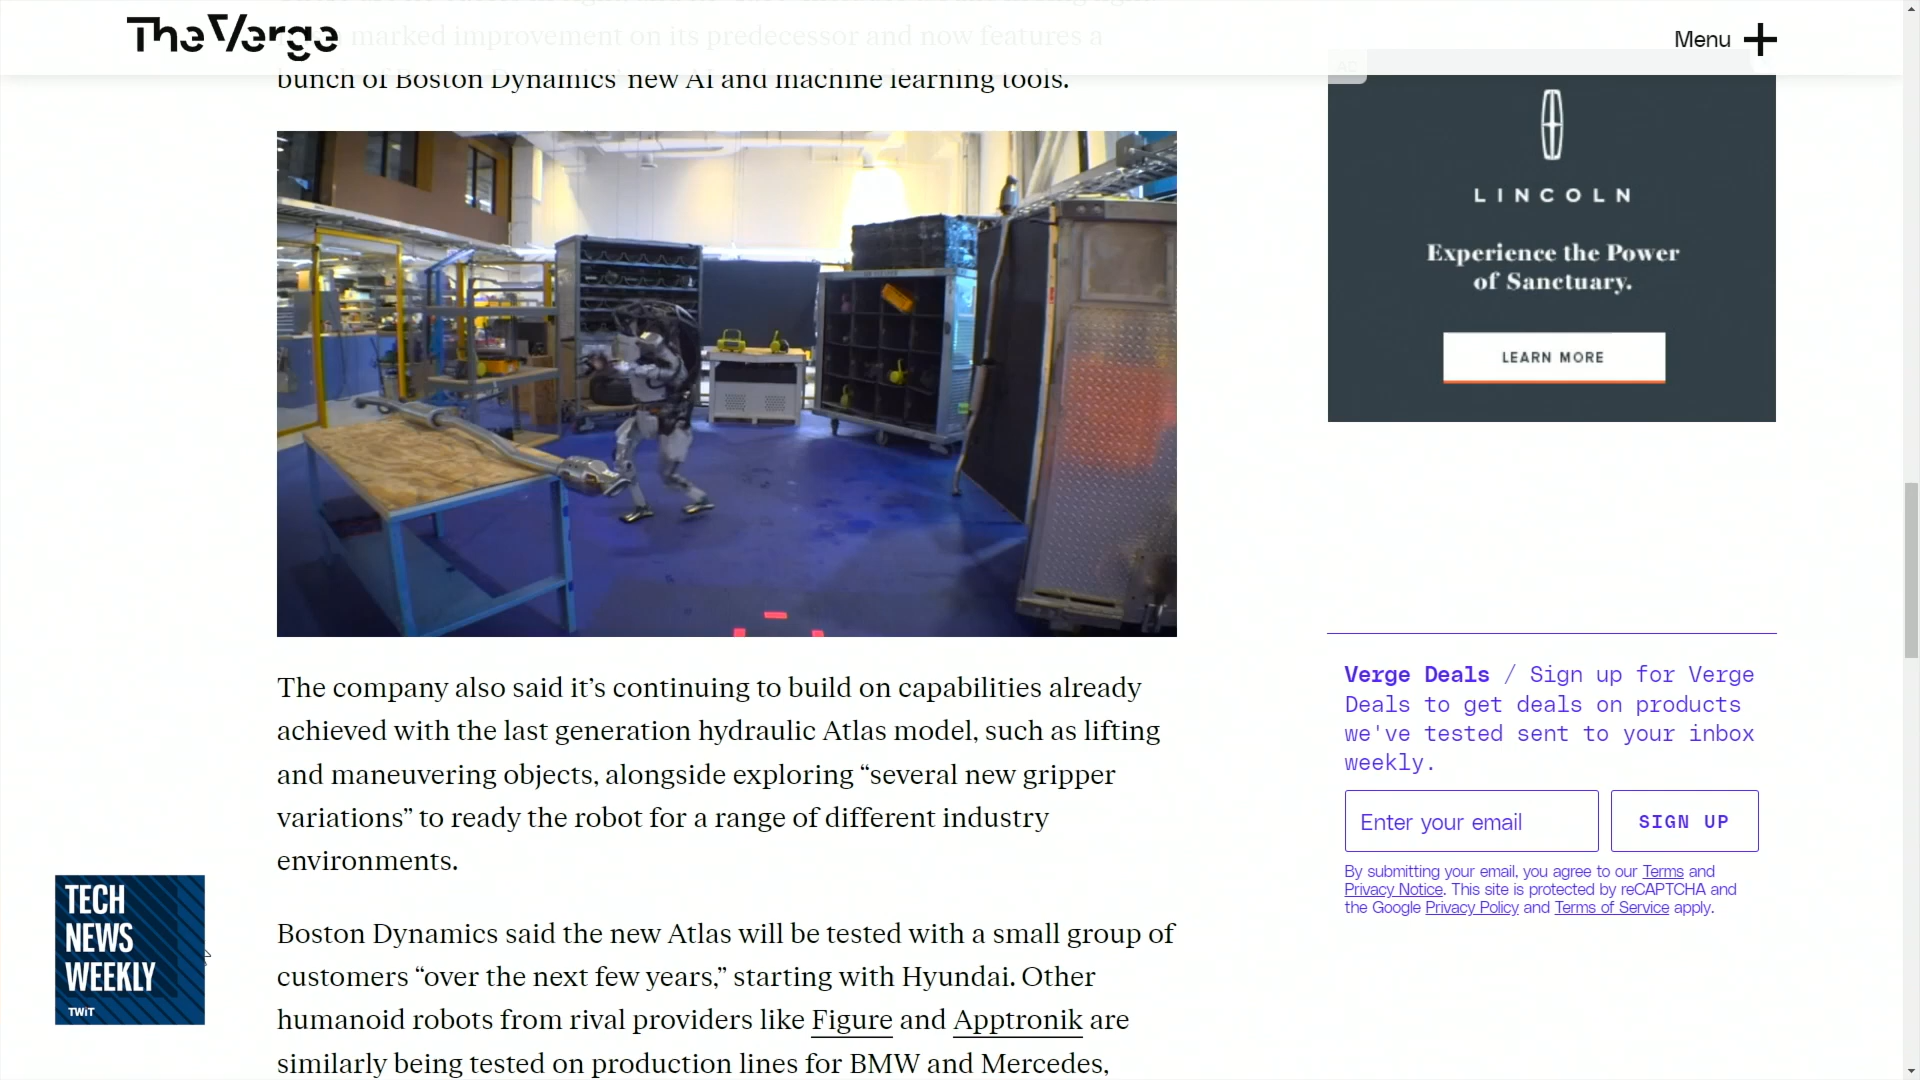 The Verge
Menu
marked improvement on its predecessor and now features a
bunch of Boston Dynamics' new AI and machine learning tools.
AD
LINCOLN
Experience the Power
of Sanctuary.
LEARN MORE
The company also said it’s continuing to build on capabilities already
achieved with the last generation hydraulic Atlas model, such as lifting
and maneuvering objects, alongside exploring “several new gripper
variations” to ready the robot for a range of different industry
environments.
Boston Dynamics said the new Atlas will be tested with a small group of
customers “over the next few years,” starting with Hyundai. Other
humanoid robots from rival providers like Figure and Apptronik are
similarly being tested on production lines for BMW and Mercedes,
Verge Deals / Sign up for Verge
Deals to get deals on products
we've tested sent to your inbox
weekly.
Enter your email
SIGN UP
By submitting your email, you agree to our Terms and
Privacy Notice. This site is protected by reCAPTCHA and
the Google Privacy Policy and Terms of Service apply.
TECH
NEWS
WEEKLY
TWiT